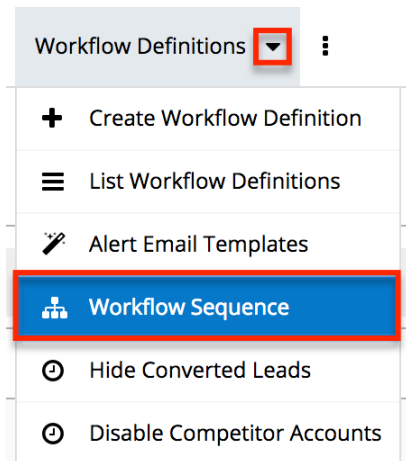 Workflow Definitions
Create Workflow Definition
List Workflow Definitions
Alert Email Templates
Workflow Sequence
Hide Converted Leads
Disable Competitor Accounts